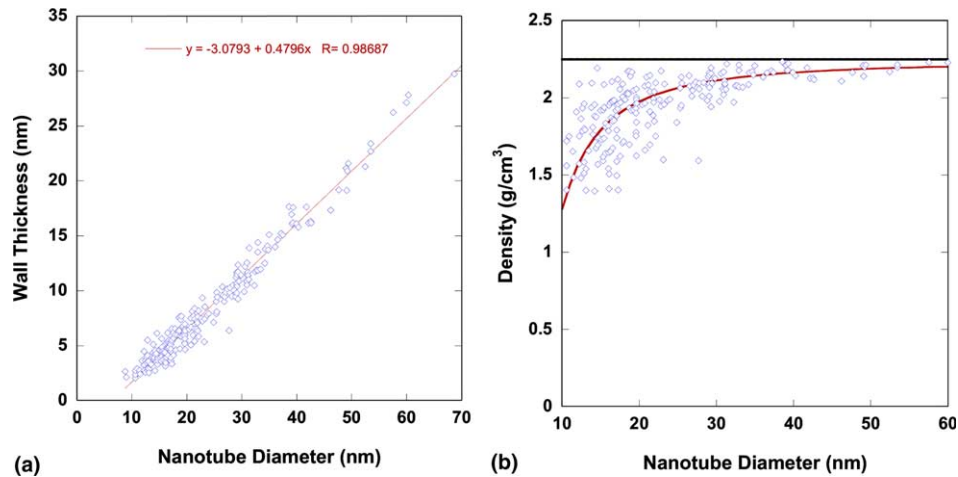 35
30
25
20
15
10
5
0
Wall Thickness (nm)
y = -3.0793 + 0.4796x R= 0.98687
0 10 20 30 40 50 60 70
Nanotube Diameter (nm)
(a)
2.5
2
1.5
1
0.5
0
Density (g/cm³)
10 20 30 40 50 60
Nanotube Diameter (nm)
(b)